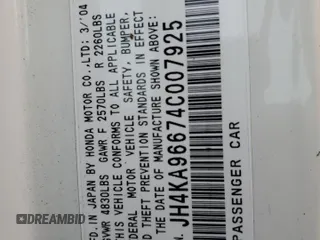 MFD. IN JAPAN BY HONDA MOTOR CO.,LTD; 3/'04
GVWR 4830LBS GAWR F 2570LBS R 2260LBS
THIS VEHICLE CONFORMS TO ALL APPLICABLE
FEDERAL MOTOR VEHICLE SAFETY, BUMPER,
AND THEFT PREVENTION STANDARDS IN EFFECT
ON THE DATE OF MANUFACTURE SHOWN ABOVE:
JH4KA96674C007925
PASSENGER CAR
DREAMBID